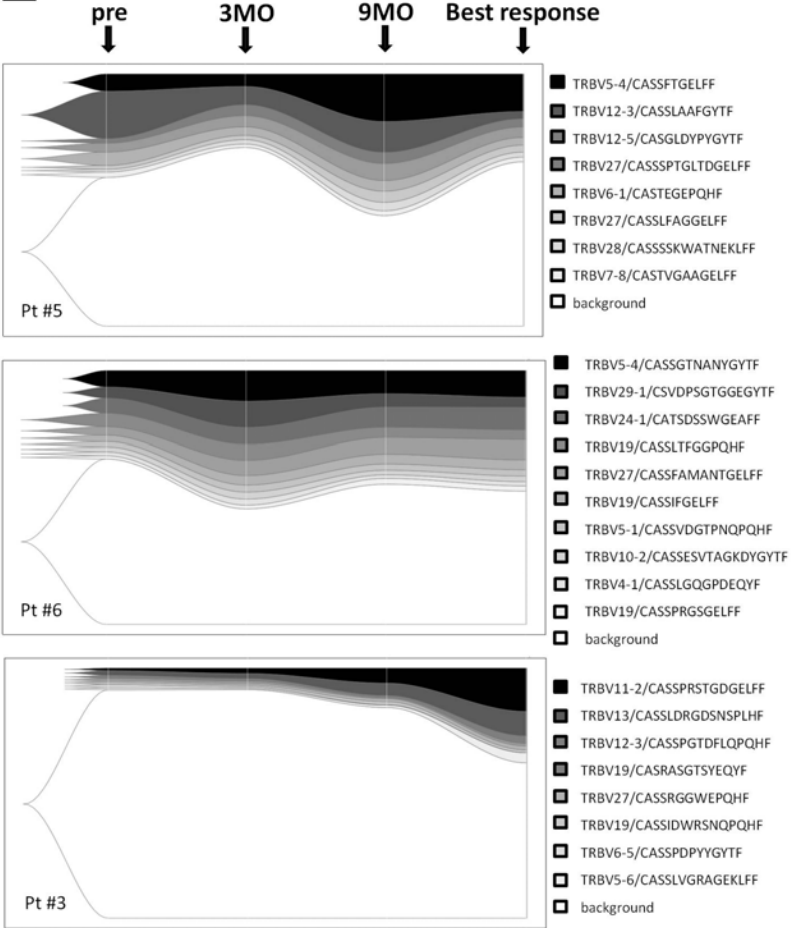 pre 3MO 9MO Best response
TRBV5-4/CASSFTGELFF
TRBV12-3/CASSLAAFGYTF
TRBV12-5/CASGLDYPYGYTF
TRBV27/CASSSPTGLTDGELFF
TRBV6-1/CASTEGEPQHF
TRBV27/CASSLFAGGELFF
TRBV28/CASSSSKWATNEKLFF
TRBV7-8/CASTVGAAGELFF
background
Pt #5
TRBV5-4/CASSGTNANYGYTF
TRBV29-1/CSVDPSGTGGEGYTF
TRBV24-1/CATSDSSWGEAFF
TRBV19/CASSLTFGGPQHF
TRBV27/CASSFAMANTGELFF
TRBV19/CASSIFGELFF
TRBV5-1/CASSVDGTPNQPQHF
TRBV10-2/CASSESVTAGKDYGYTF
TRBV4-1/CASSLGQGPDEQYF
TRBV19/CASSPRGSGELFF
background
Pt #6
TRBV11-2/CASSPRSTGDGELFF
TRBV13/CASSLDRGDSNSPLHF
TRBV12-3/CASSPGTDFLQPQHF
TRBV19/CASRASGTSYEQYF
TRBV27/CASSRGGWEPQHF
TRBV19/CASSIDWRSNQPQHF
TRBV6-5/CASSPDPYYGYTF
TRBV5-6/CASSLVGRAGEKLFF
background
Pt #3